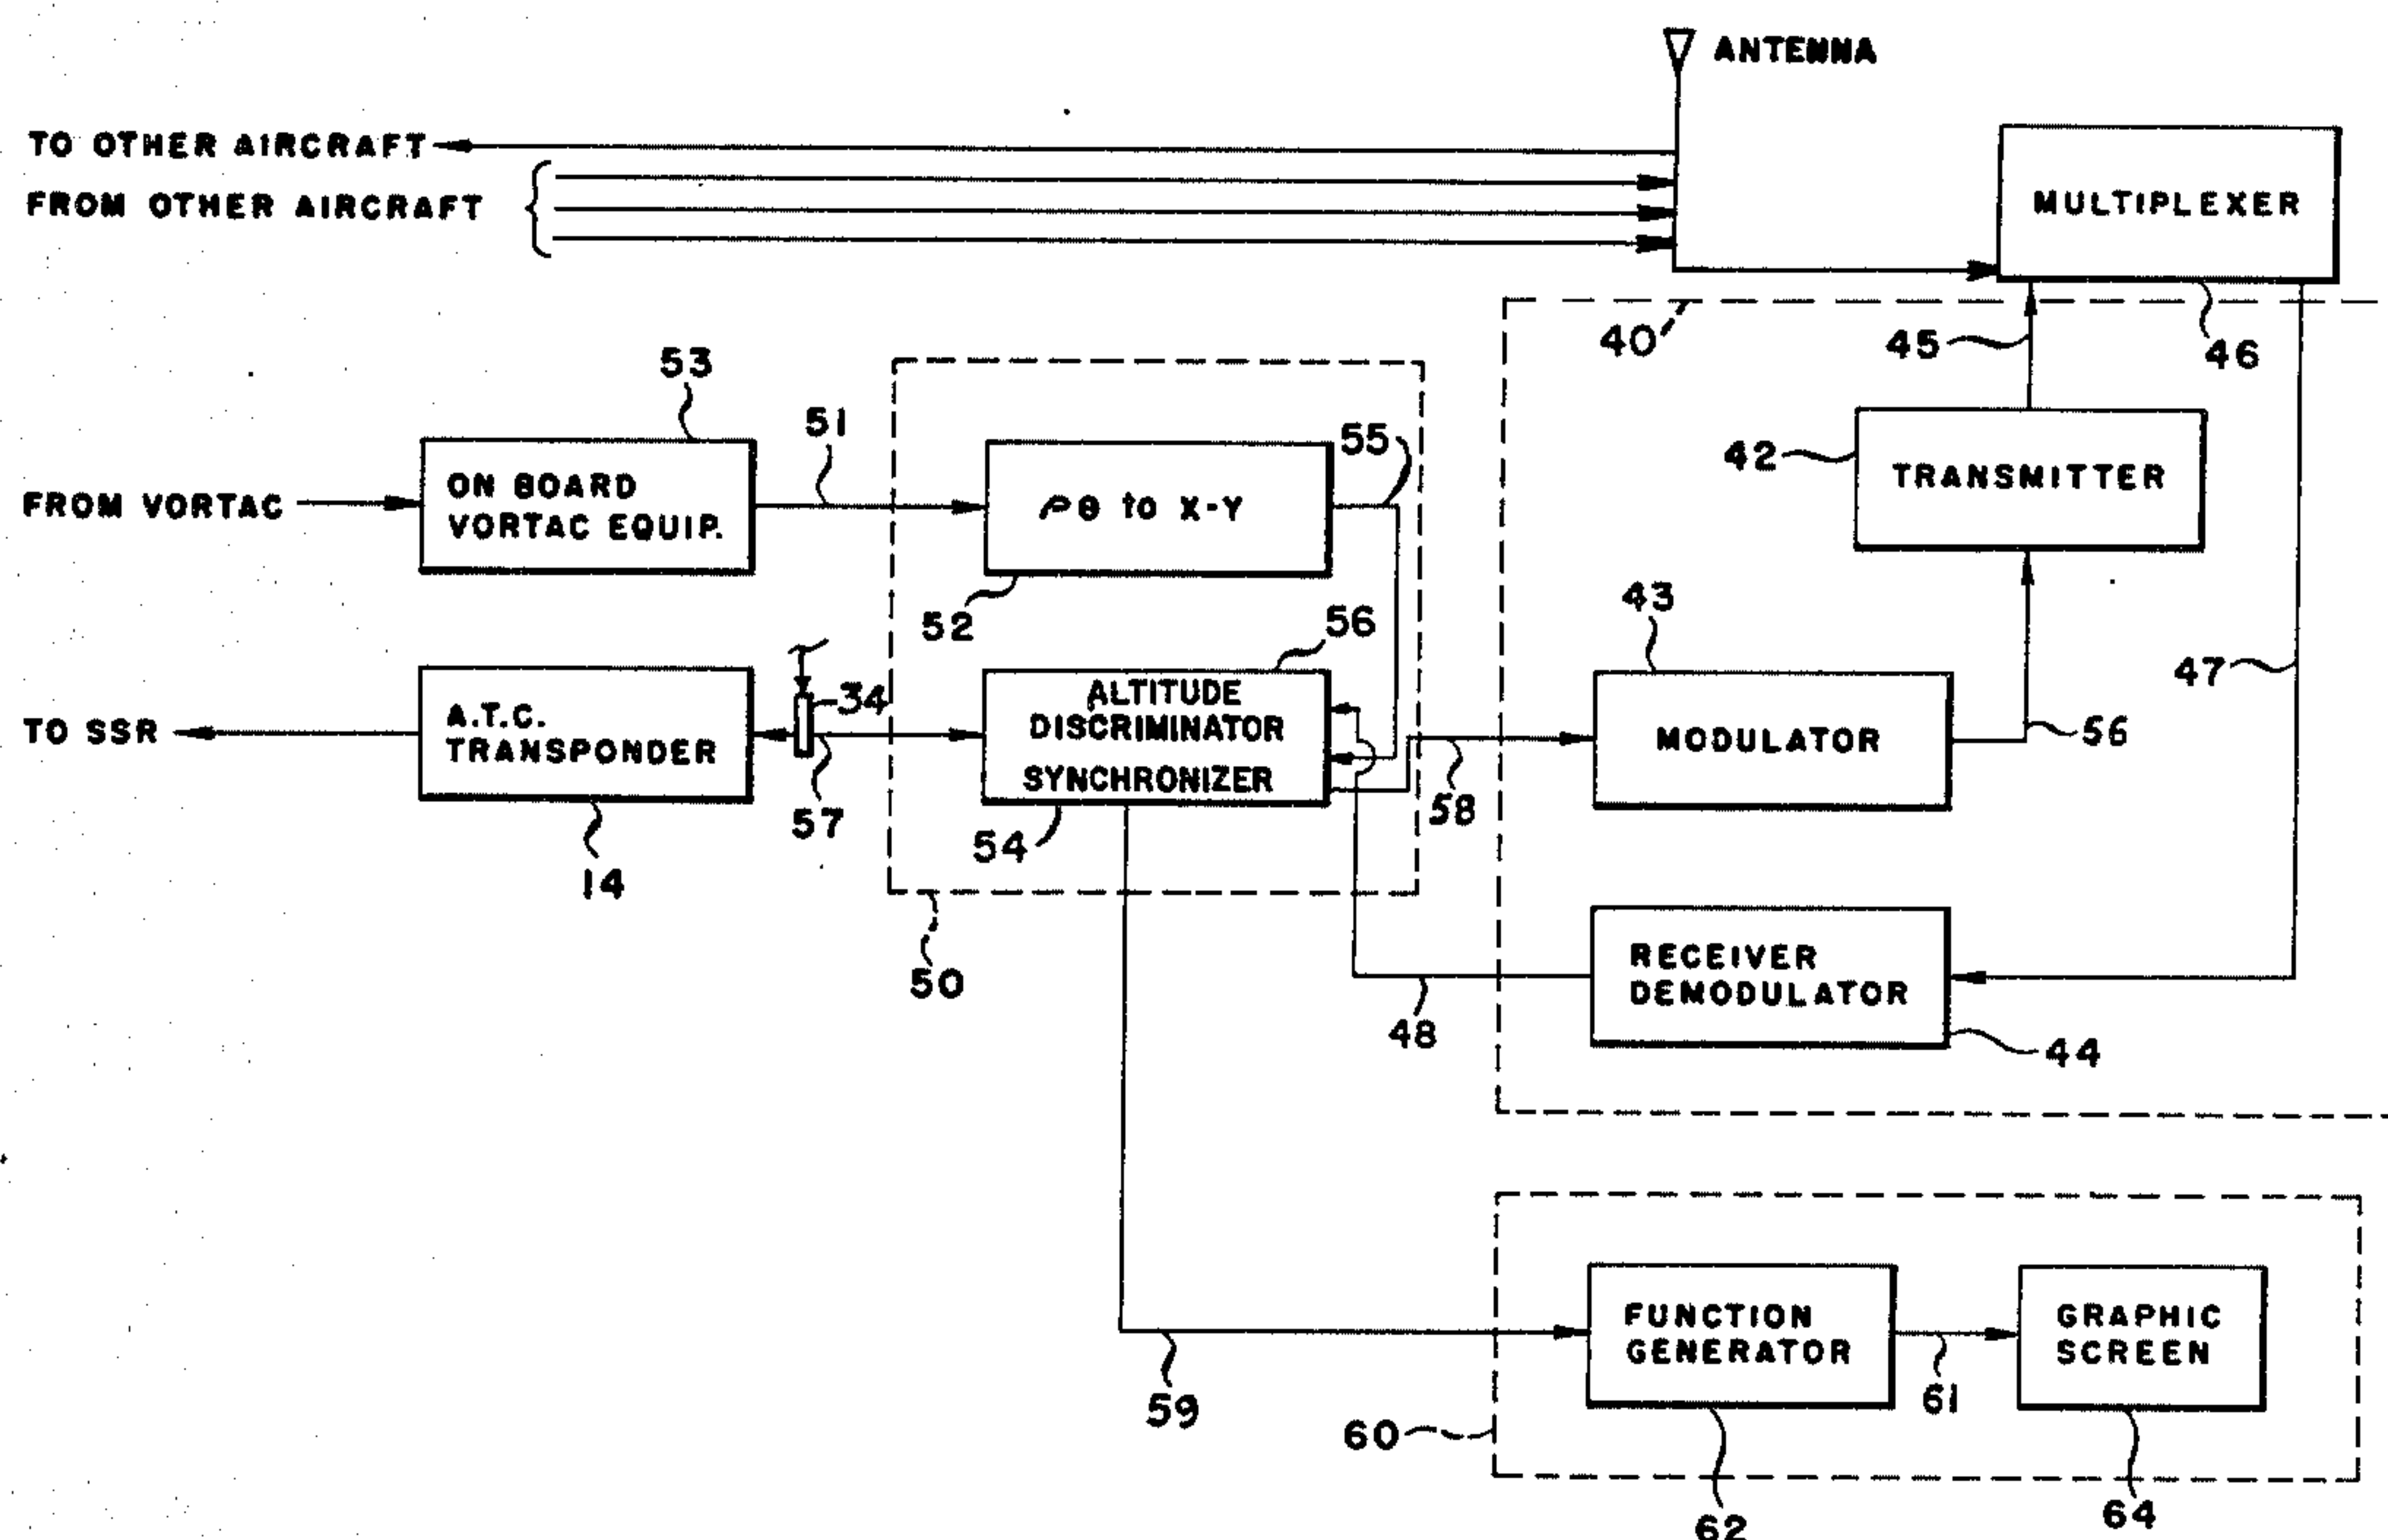 ANTENNA
TO OTHER AIRCRAFT
FROM OTHER AIRCRAFT
MULTIPLEXER
40
45
46
53
51
55
42
TRANSMITTER
FROM VORTAC
ON BOARD
VORTAC EQUIP.
ρθ to X-Y
52
56
43
47
TO SSR
A.T.C.
TRANSPONDER
34
ALTITUDE
DISCRIMINATOR
SYNCHRONIZER
MODULATOR
56
57
58
54
14
50
48
RECEIVER
DEMODULATOR
44
FUNCTION
GENERATOR
GRAPHIC
SCREEN
59
61
60
62
64